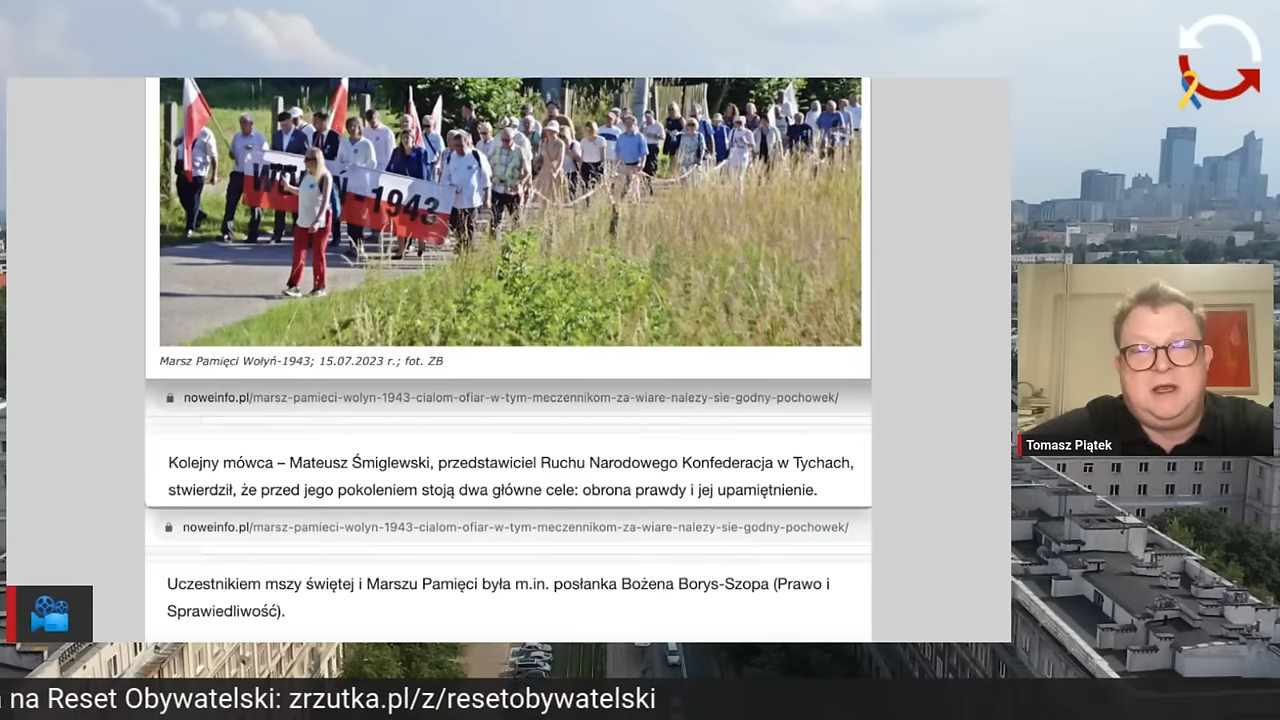 WOŁYŃ - 1943
Marsz Pamięci Wołyń-1943; 15.07.2023 r.; fot. ZB
noweinfo.pl/marsz-pamieci-wolyn-1943-cialom-ofiar-w-tym-meczennikom-za-wiare-nalezy-sie-godny-pochowek/
Kolejny mówca – Mateusz Śmiglewski, przedstawiciel Ruchu Narodowego Konfederacja w Tychach,
stwierdził, że przed jego pokoleniem stoją dwa główne cele: obrona prawdy i jej upamiętnienie.
noweinfo.pl/marsz-pamieci-wolyn-1943-cialom-ofiar-w-tym-meczennikom-za-wiare-nalezy-sie-godny-pochowek/
Uczestnikiem mszy świętej i Marszu Pamięci była m.in. posłanka Bożena Borys-Szopa (Prawo i
Sprawiedliwość).
Tomasz Piątek
na Reset Obywatelski: zrzutka.pl/z/resetobywatelski